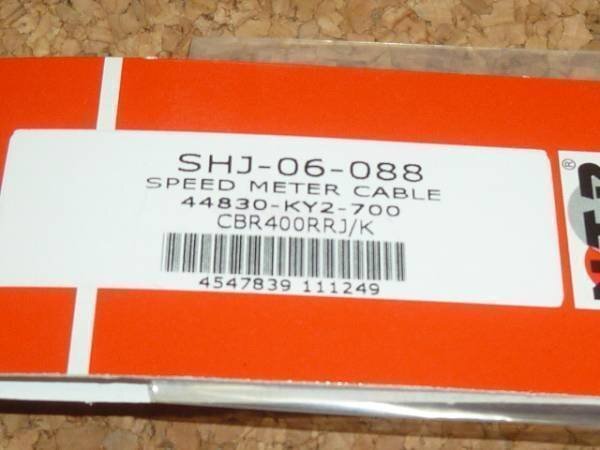 SHJ-06-088
SPEED METER CABLE
44830-KY2-700
CBR400RRJ/K
4547839 111249
®